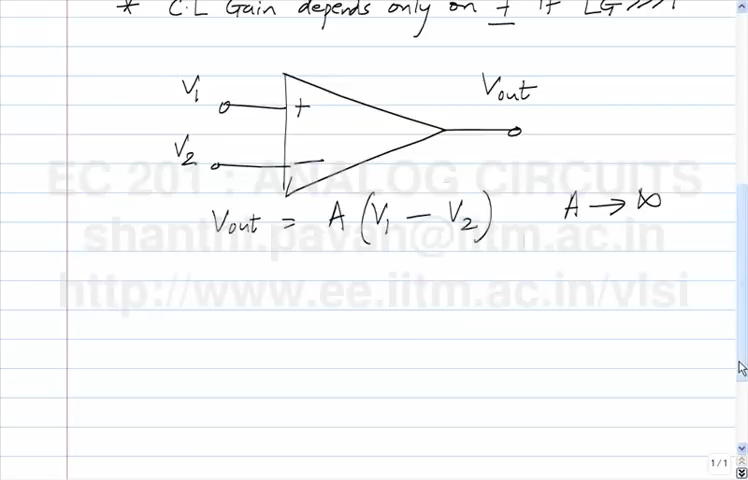 * C.L Gain depends only on f if LG >>> 1
V1 + Vout
V2 −
EC 201 : ANALOG CIRCUITS
Vout = A (V1 − V2) A → ∞
shanthi.pavan@iitm.ac.in
http://www.ee.iitm.ac.in/vlsi
1/1